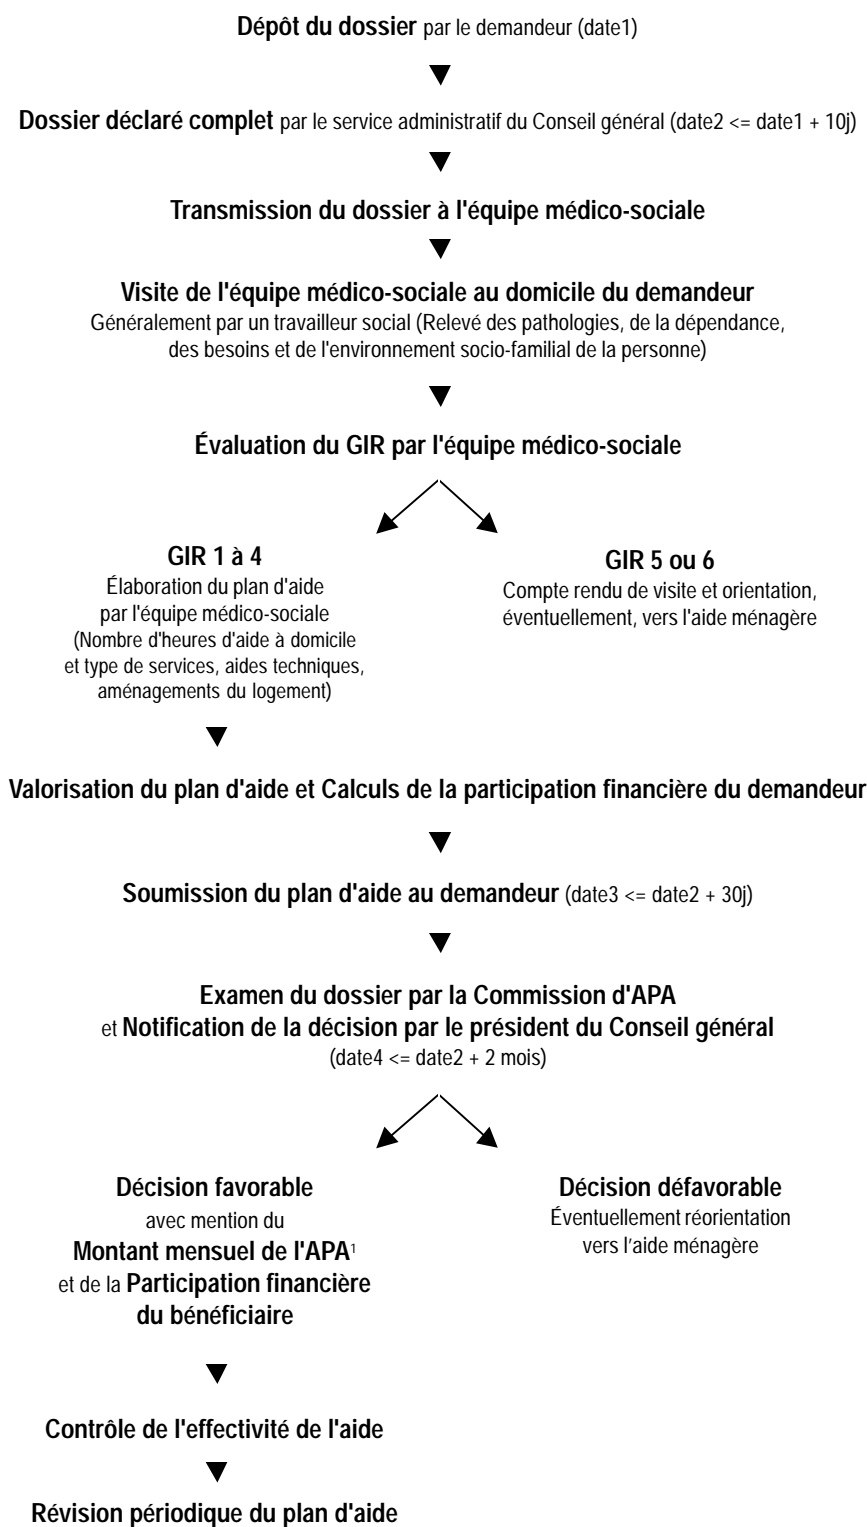 Dépôt du dossier par le demandeur (date1)
Dossier déclaré complet par le service administratif du Conseil général (date2 <= date1 + 10j)
Transmission du dossier à l'équipe médico-sociale
Visite de l'équipe médico-sociale au domicile du demandeur
Généralement par un travailleur social (Relevé des pathologies, de la dépendance,
des besoins et de l'environnement socio-familial de la personne)
Évaluation du GIR par l'équipe médico-sociale
GIR 1 à 4
Élaboration du plan d'aide
par l'équipe médico-sociale
(Nombre d'heures d'aide à domicile
et type de services, aides techniques,
aménagements du logement)
GIR 5 ou 6
Compte rendu de visite et orientation,
éventuellement, vers l'aide ménagère
Valorisation du plan d'aide et Calculs de la participation financière du demandeur
Soumission du plan d'aide au demandeur (date3 <= date2 + 30j)
Examen du dossier par la Commission d'APA
et Notification de la décision par le président du Conseil général
(date4 <= date2 + 2 mois)
Décision favorable
avec mention du
Montant mensuel de l'APA¹
et de la Participation financière
du bénéficiaire
Décision défavorable
Éventuellement réorientation
vers l’aide ménagère
Contrôle de l'effectivité de l'aide
Révision périodique du plan d'aide